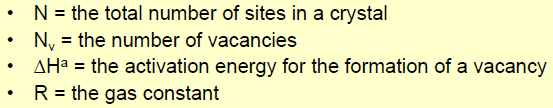 • N = the total number of sites in a crystal
• Nᵥ = the number of vacancies
• ΔHᵃ = the activation energy for the formation of a vacancy
• R = the gas constant